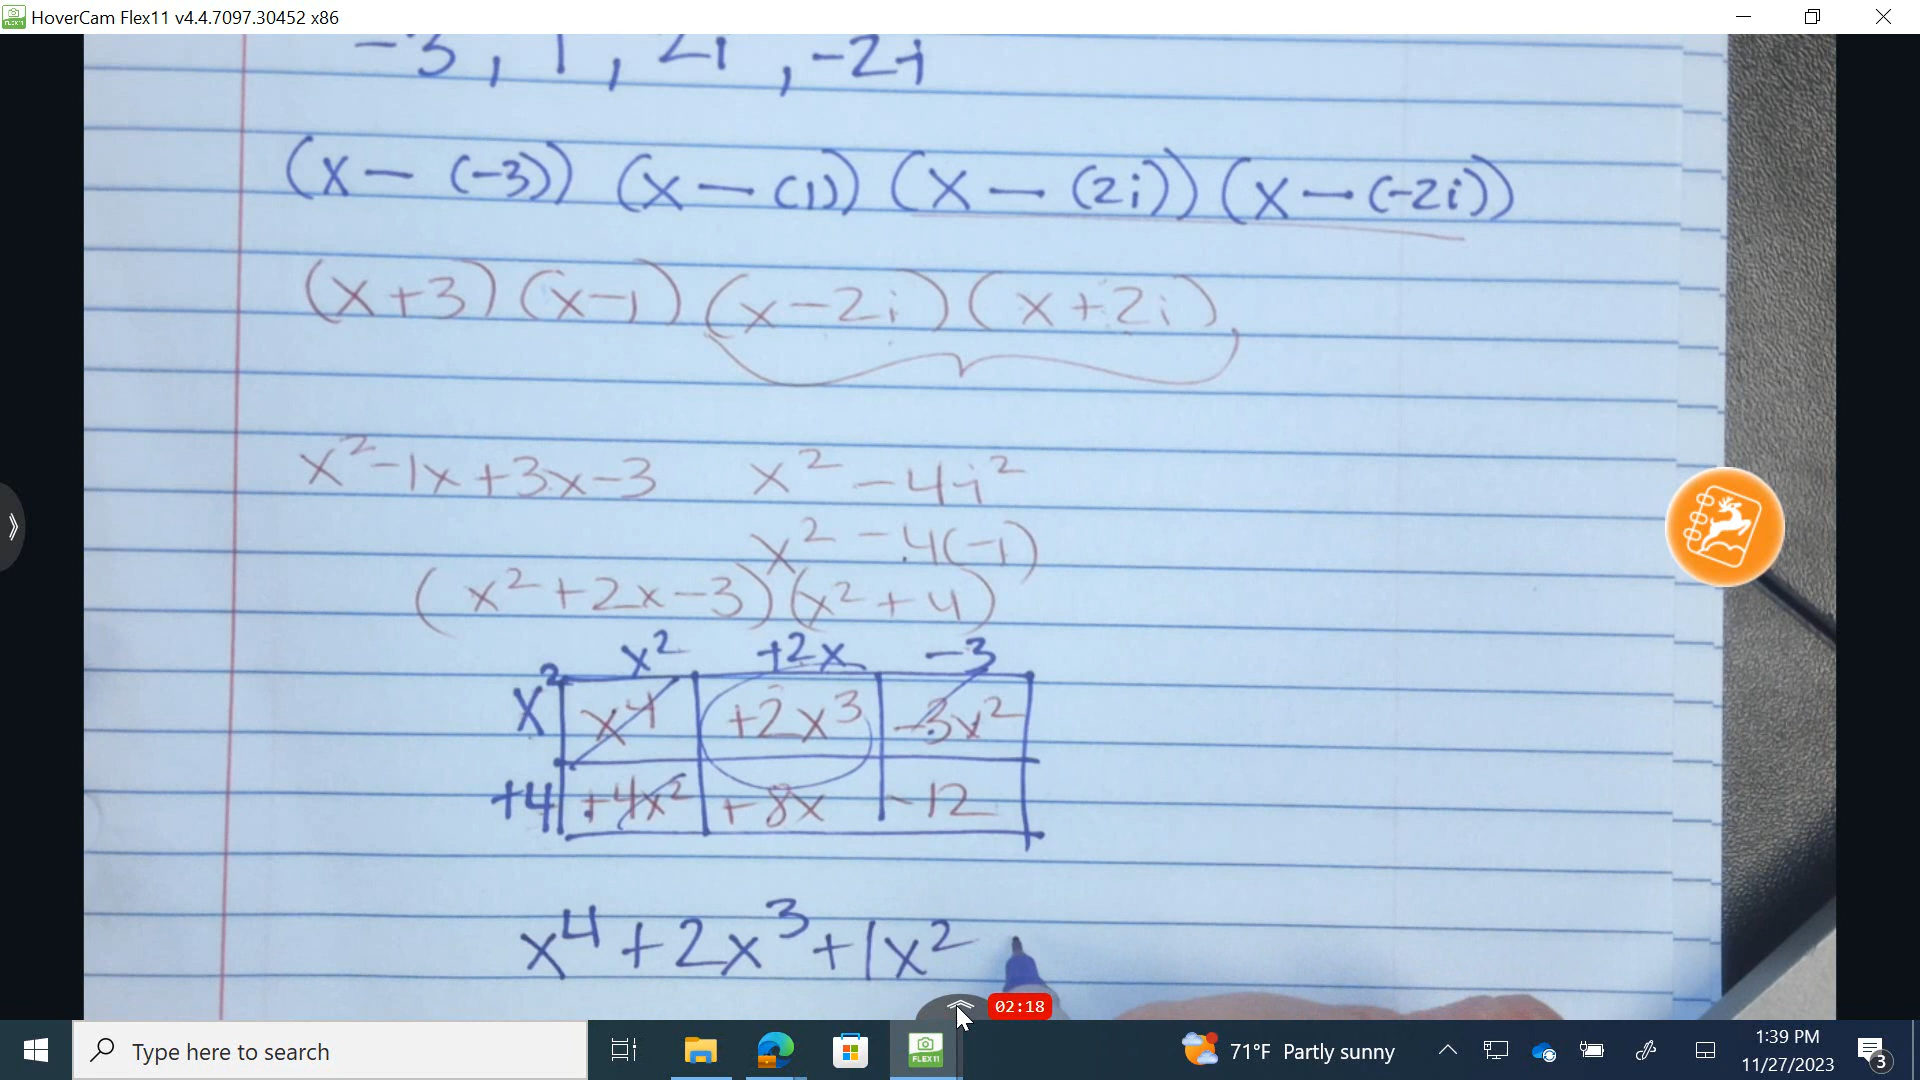 HoverCam Flex11 v4.4.7097.30452 x86
-3, 1, 2i, -2i
(x-(-3)) (x-(1)) (x-(2i)) (x-(-2i))
(x+3) (x-1) (x-2i) (x+2i)
x²-1x+3x-3 x²-4i²
x²-4(-1)
(x²+2x-3)(x²+4)
x² +2x -3
x² x⁴ +2x³ -3x²
+4 +4x² +8x -12
x⁴+2x³+1x²
02:18
Type here to search
FLEX11
71°F Partly sunny
1:39 PM
11/27/2023
3